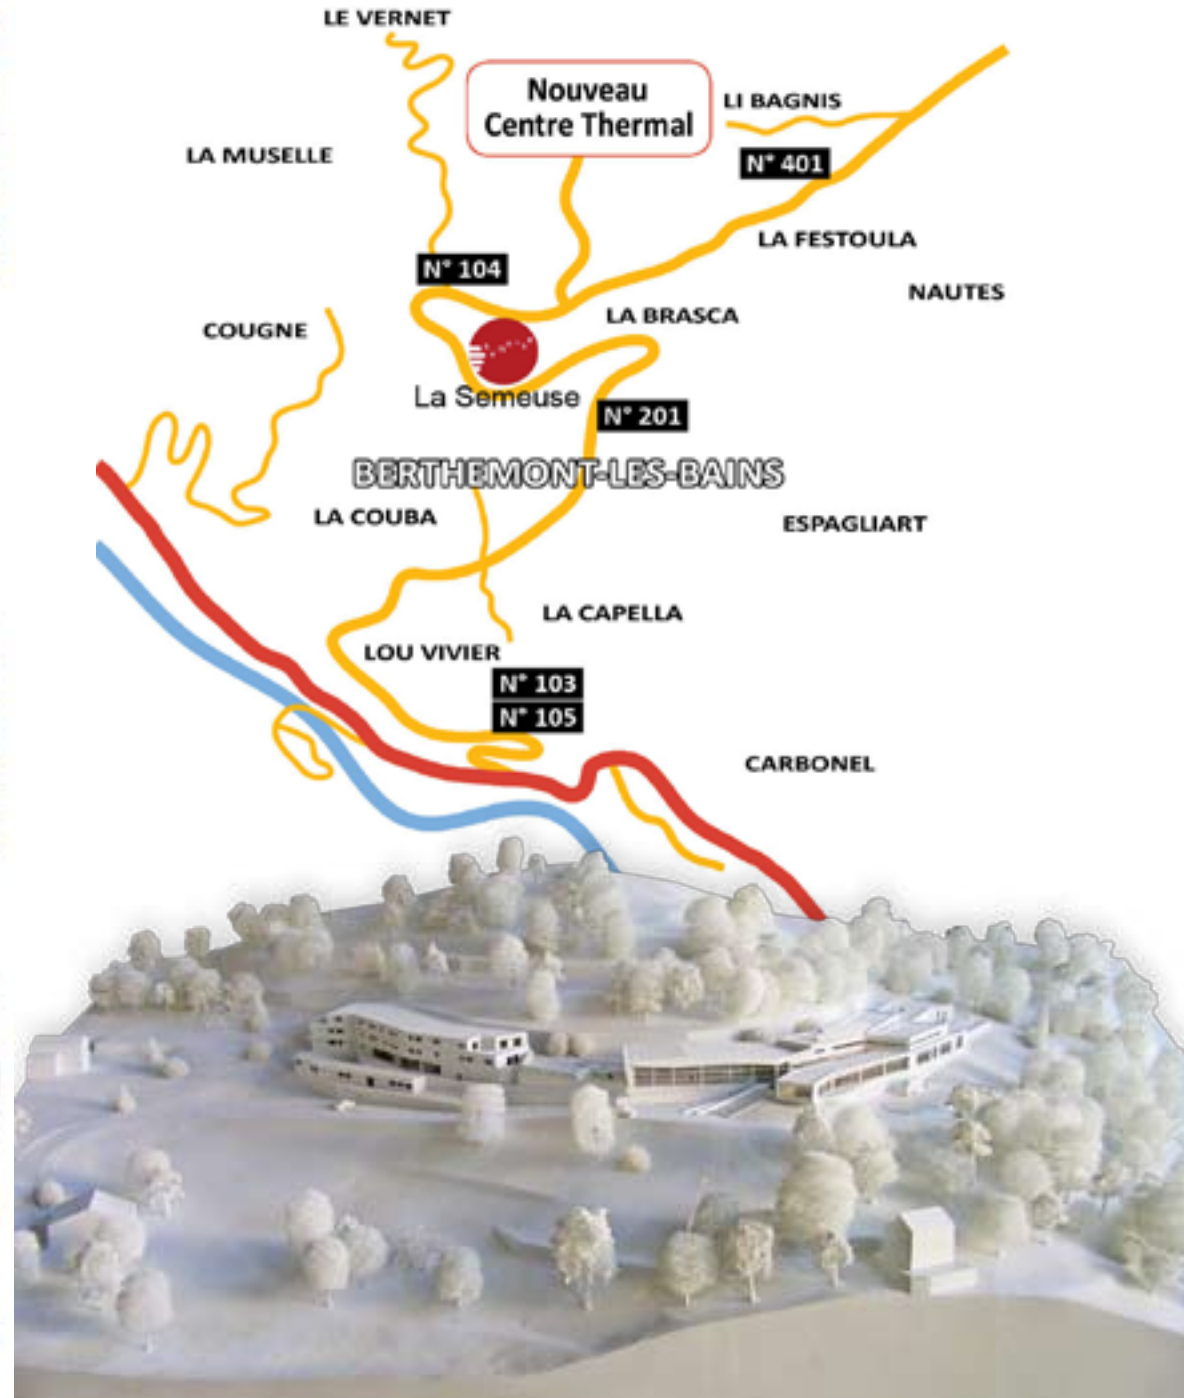 LE VERNET
Nouveau
Centre Thermal
LI BAGNIS
LA MUSELLE
N° 401
LA FESTOULA
N° 104
NAUTES
LA BRASCA
COUGNE
La Semeuse
N° 201
BERTHEMONT-LES-BAINS
LA COUBA
ESPAGLIART
LA CAPELLA
LOU VIVIER
N° 103
N° 105
CARBONEL